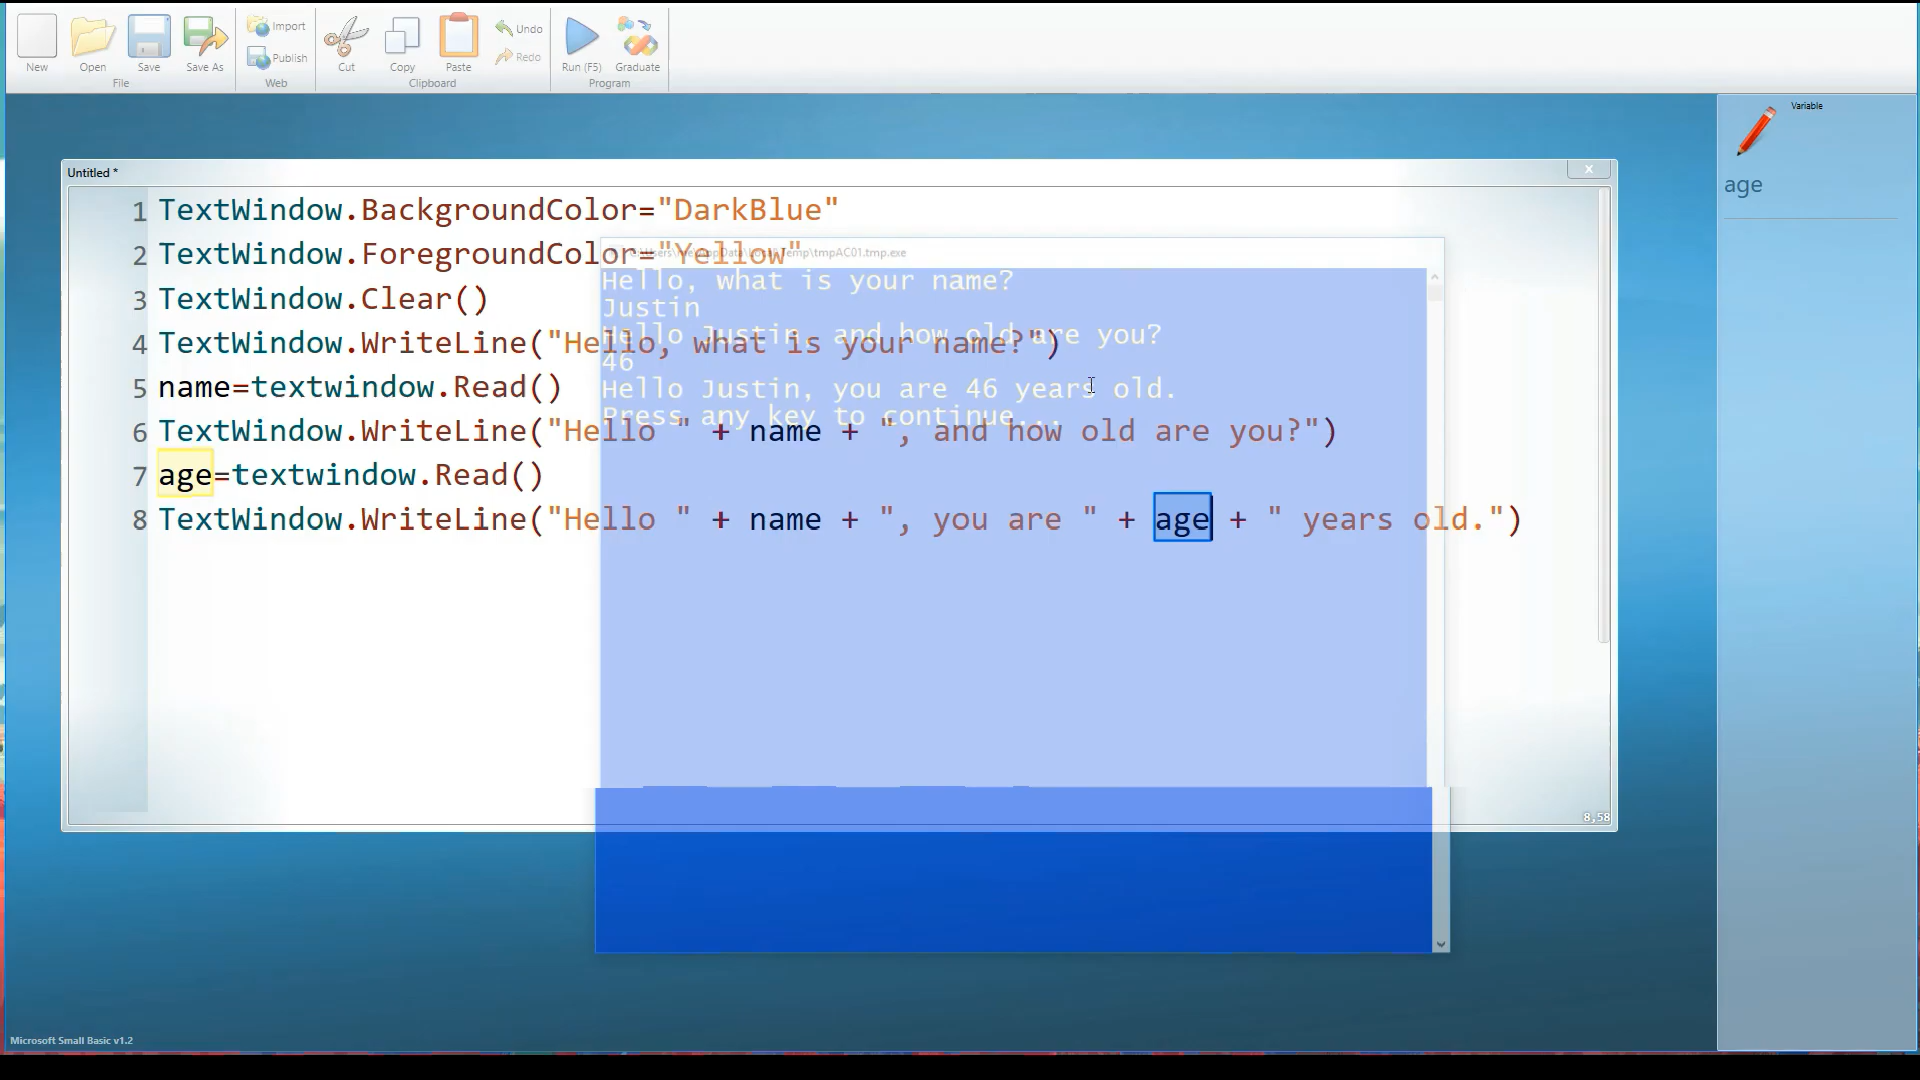 New
Open
Save
Save As
File
Import
Publish
Web
Cut
Copy
Paste
Undo
Redo
Clipboard
Run (F5)
Graduate
Program
Variable
age
Untitled *
x
1 TextWindow.BackgroundColor="DarkBlue"
2 TextWindow.ForegroundColor="Yellow"
3 TextWindow.Clear()
4 TextWindow.WriteLine("Hello, what is your name?")
5 name=textwindow.Read()
6 TextWindow.WriteLine("Hello " + name + ", and how old are you?")
7 age=textwindow.Read()
8 TextWindow.WriteLine("Hello " + name + ", you are " + age + " years old.")
8,58
tmpAC01.tmp.exe
Hello, what is your name?
Justin
Hello Justin, and how old are you?
46
Hello Justin, you are 46 years old.
Press any key to continue...
Microsoft Small Basic v1.2